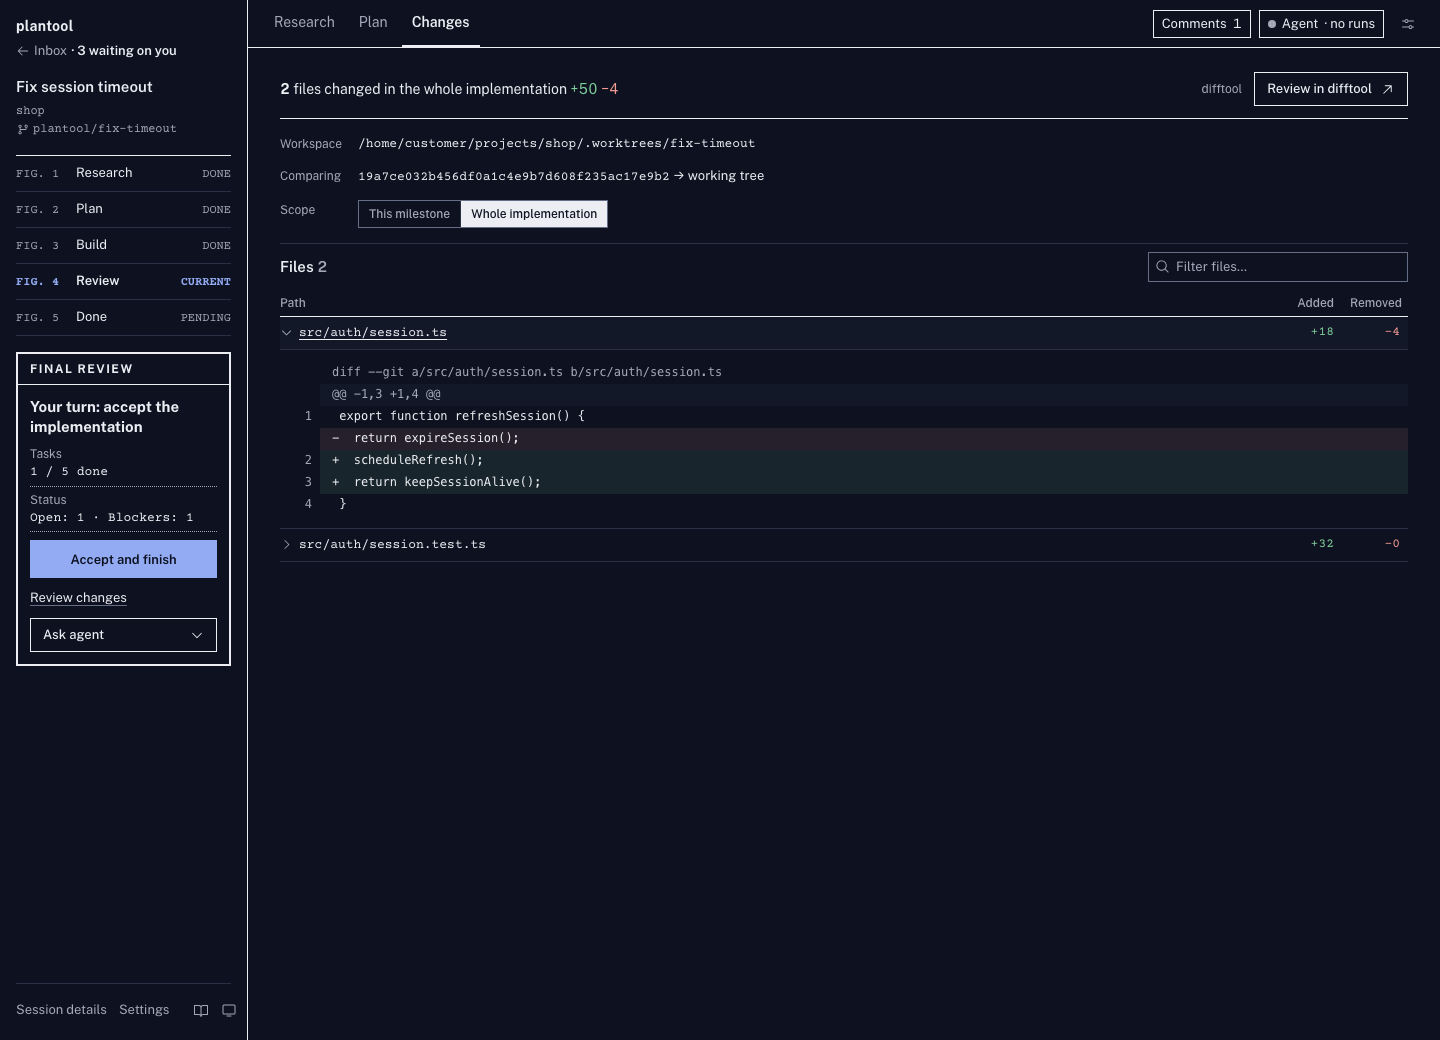 plantool
← Inbox · 3 waiting on you
Fix session timeout
shop
plantool/fix-timeout
FIG. 1 Research DONE
FIG. 2 Plan DONE
FIG. 3 Build DONE
FIG. 4 Review CURRENT
FIG. 5 Done PENDING
FINAL REVIEW
Your turn: accept the
implementation
Tasks
1 / 5 done
Status
Open: 1 · Blockers: 1
Accept and finish
Review changes
Ask agent
Session details Settings
Research Plan Changes
Comments 1 Agent · no runs
2 files changed in the whole implementation +50 −4
difftool Review in difftool
Workspace /home/customer/projects/shop/.worktrees/fix-timeout
Comparing 19a7ce032b456df0a1c4e9b7d608f235ac17e9b2 → working tree
Scope This milestone Whole implementation
Files 2 Filter files...
Path Added Removed
src/auth/session.ts +18 −4
diff --git a/src/auth/session.ts b/src/auth/session.ts
@@ -1,3 +1,4 @@
1 export function refreshSession() {
- return expireSession();
2 + scheduleRefresh();
3 + return keepSessionAlive();
4 }
src/auth/session.test.ts +32 −0